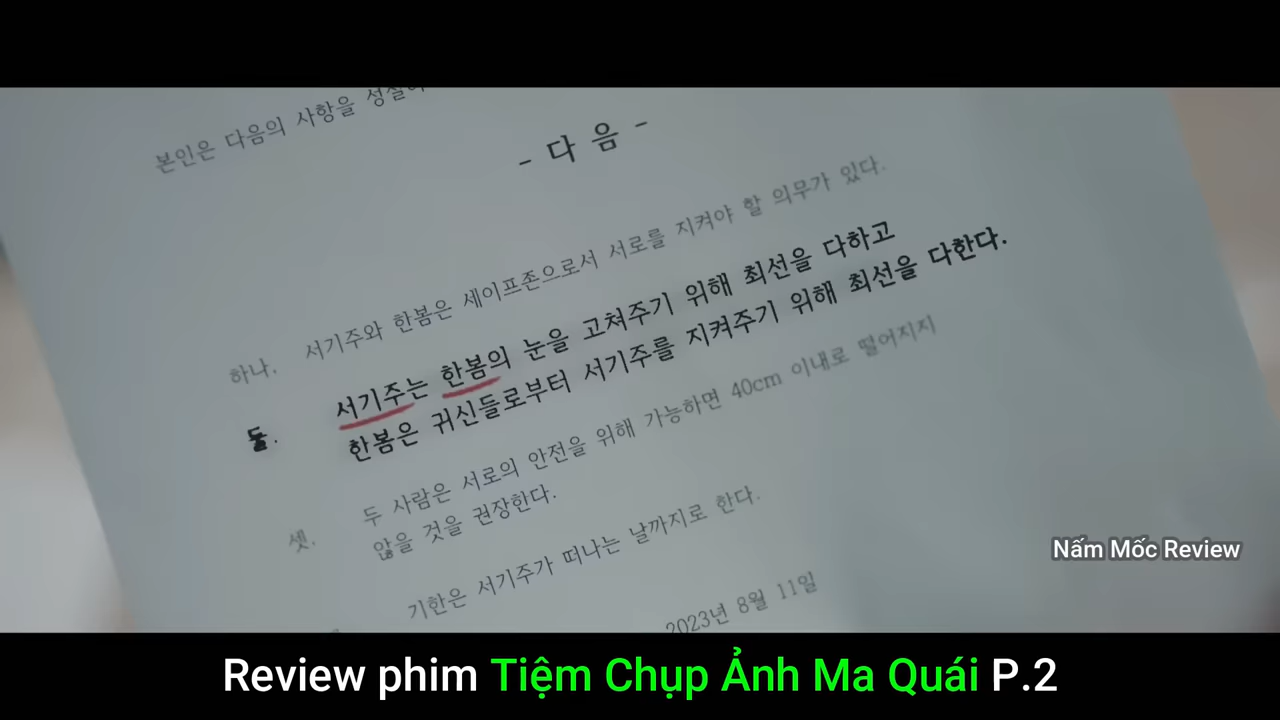 본인은 다음의 사항을 성실히
- 다 음 -
하나. 서기주와 한봄은 세이프존으로서 서로를 지켜야 할 의무가 있다.
둘. 서기주는 한봄의 눈을 고쳐주기 위해 최선을 다하고
한봄은 귀신들로부터 서기주를 지켜주기 위해 최선을 다한다.
셋. 두 사람은 서로의 안전을 위해 가능하면 40cm 이내로 떨어지지
않을 것을 권장한다.
기한은 서기주가 떠나는 날까지로 한다.
2023년 8월 11일
Nấm Mốc Review
Review phim Tiệm Chụp Ảnh Ma Quái P.2